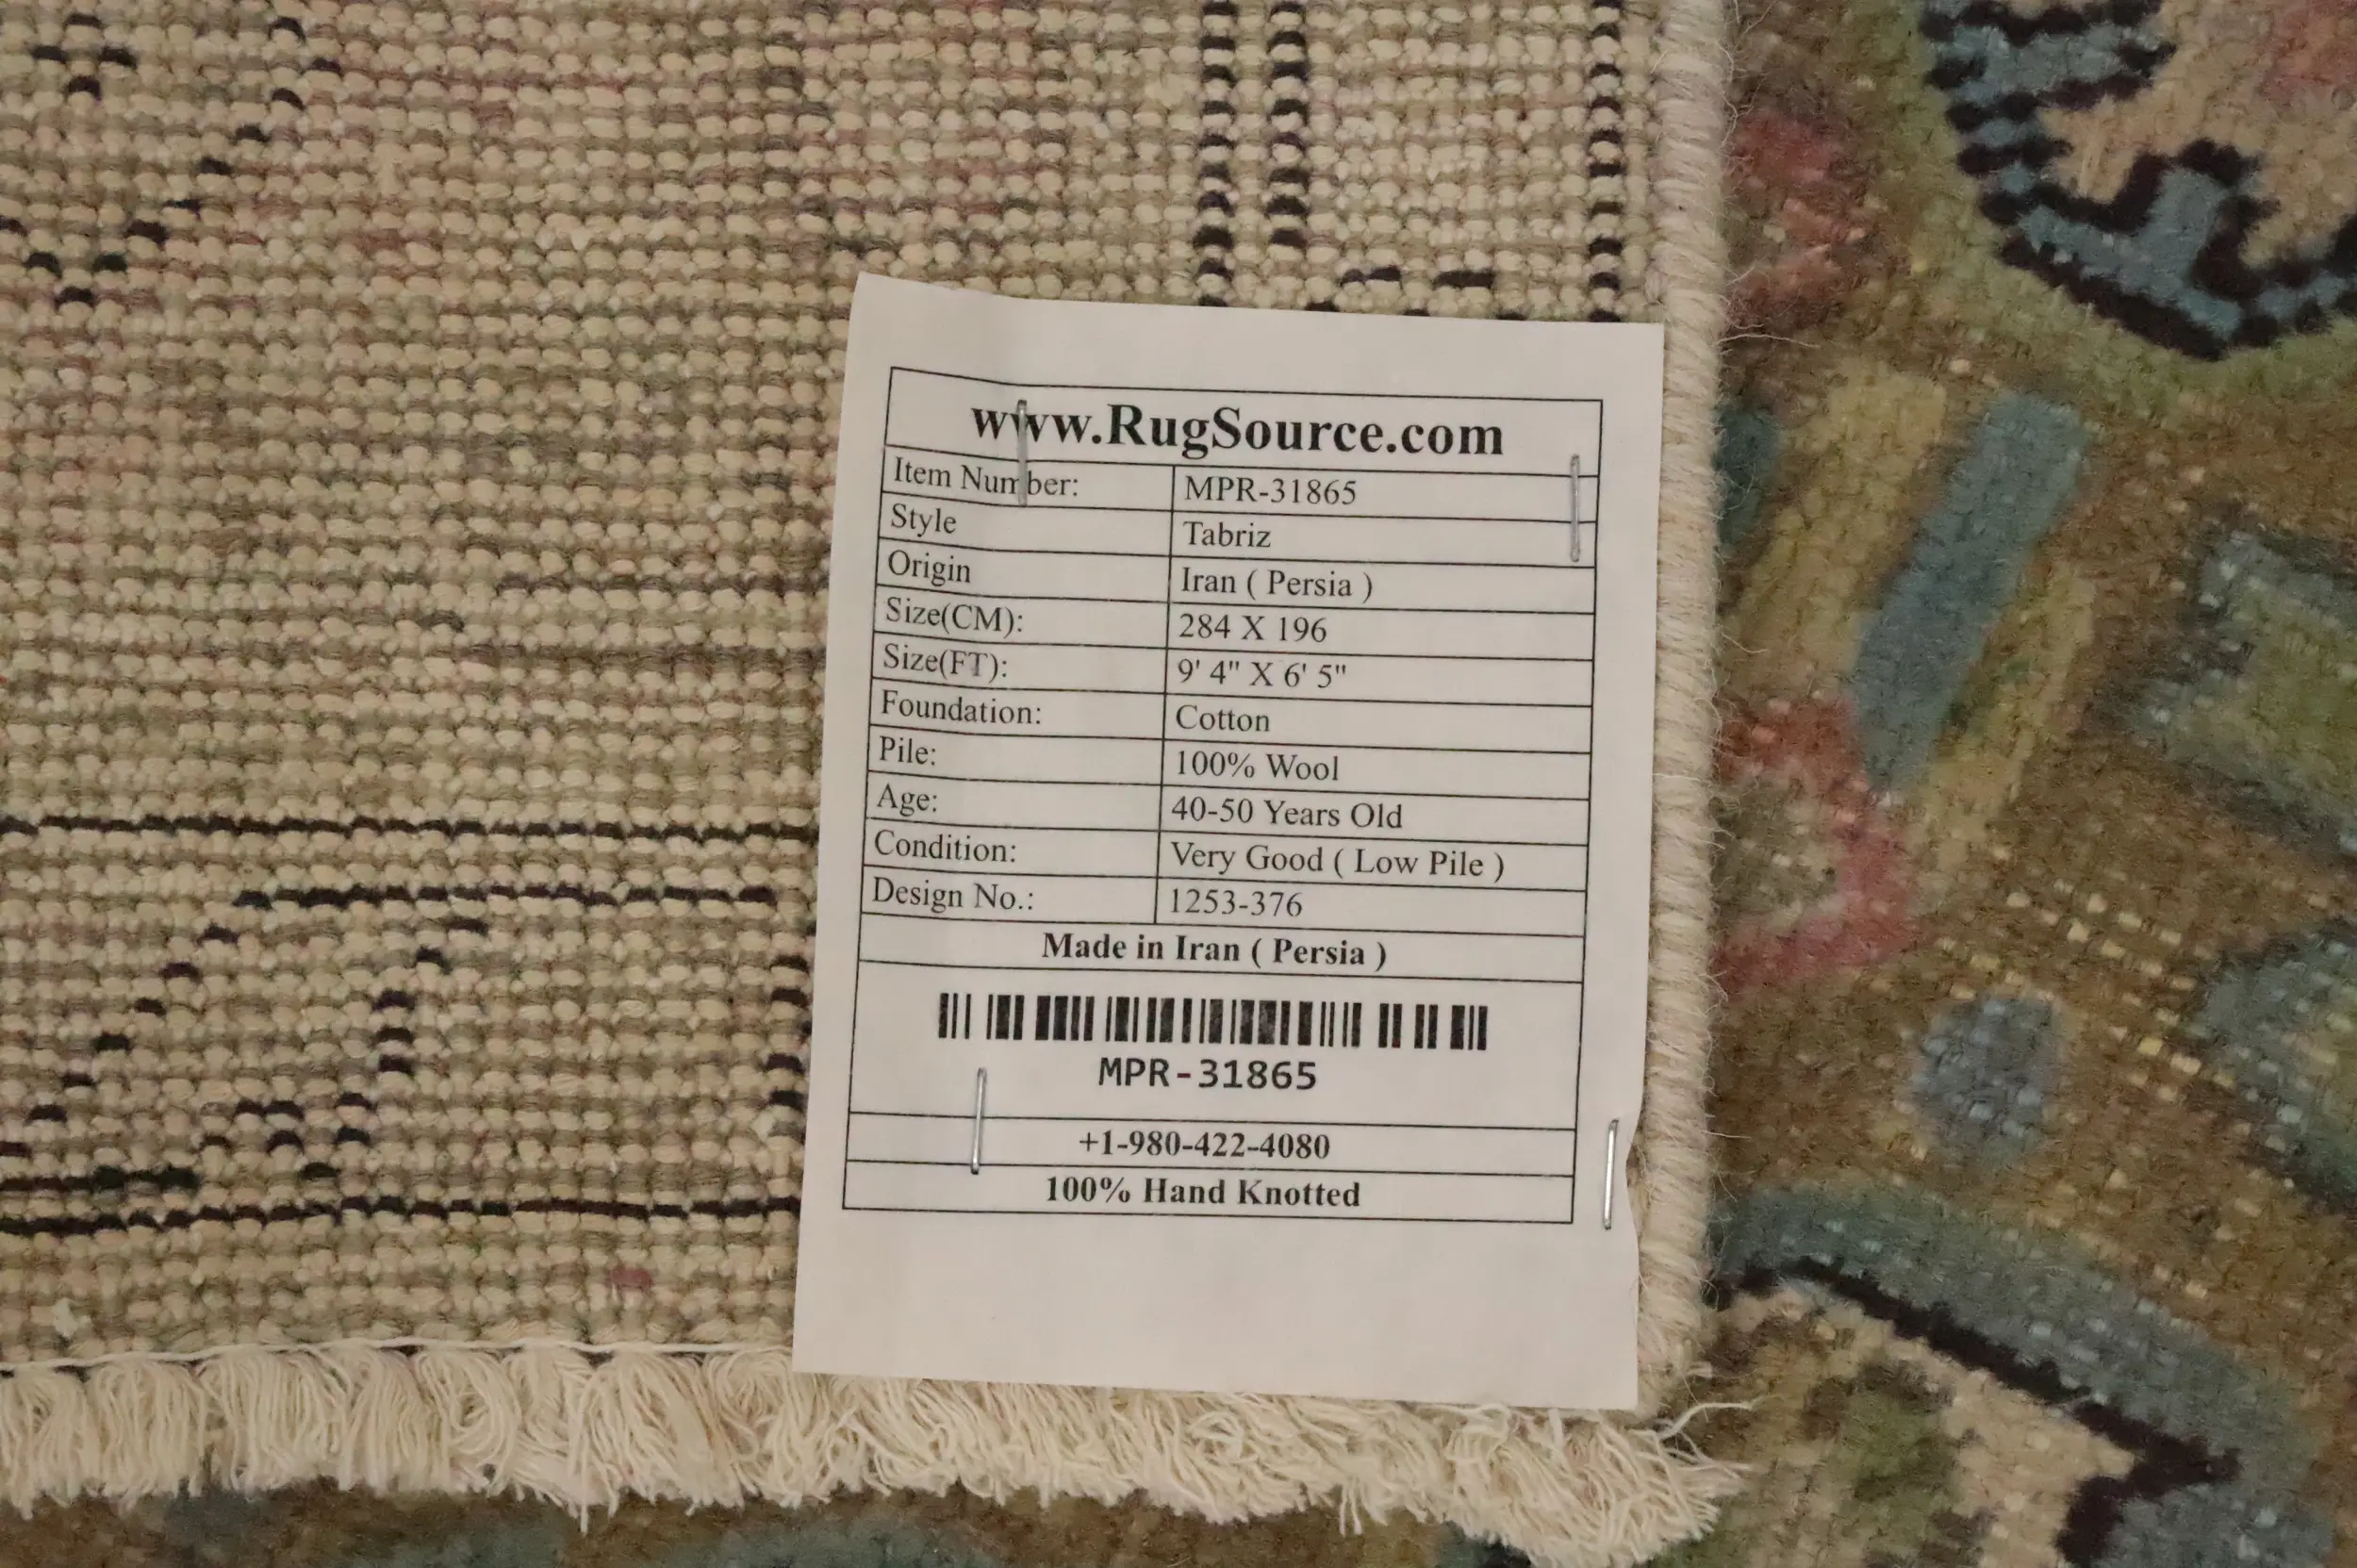 www.RugSource.com
Item Number: MPR-31865
Style Tabriz
Origin Iran ( Persia )
Size(CM): 284 X 196
Size(FT): 9' 4" X 6' 5"
Foundation: Cotton
Pile: 100% Wool
Age: 40-50 Years Old
Condition: Very Good ( Low Pile )
Design No.: 1253-376
Made in Iran ( Persia )
MPR-31865
+1-980-422-4080
100% Hand Knotted